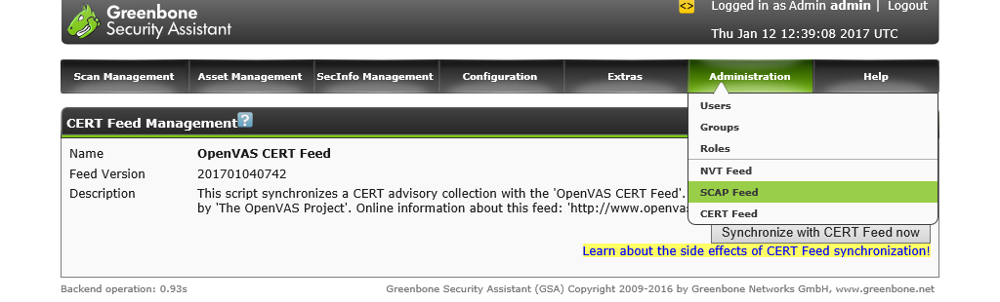 Greenbone
Security Assistant
<> Logged in as Admin admin | Logout
Thu Jan 12 12:39:08 2017 UTC
Scan Management Asset Management SecInfo Management Configuration Extras Administration Help
Users
Groups
Roles
NVT Feed
SCAP Feed
CERT Feed
CERT Feed Management ?
Name OpenVAS CERT Feed
Feed Version 201701040742
Description This script synchronizes a CERT advisory collection with the 'OpenVAS CERT Feed'.
by 'The OpenVAS Project'. Online information about this feed: 'http://www.openvas
Synchronize with CERT Feed now
Learn about the side effects of CERT Feed synchronization!
Backend operation: 0.93s Greenbone Security Assistant (GSA) Copyright 2009-2016 by Greenbone Networks GmbH, www.greenbone.net